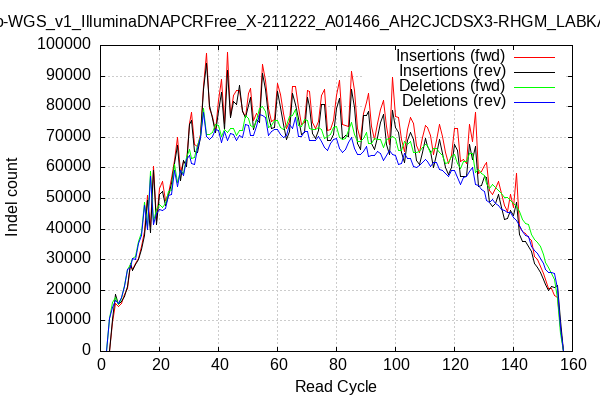 o-WGS_v1_IlluminaDNAPCRFree_X-211222_A01466_AH2CJCDSX3-RHGM_LABKA
Insertions (fwd)
Insertions (rev)
Deletions (fwd)
Deletions (rev)
Indel count
100000
90000
80000
70000
60000
50000
40000
30000
20000
10000
0
0 20 40 60 80 100 120 140 160
Read Cycle